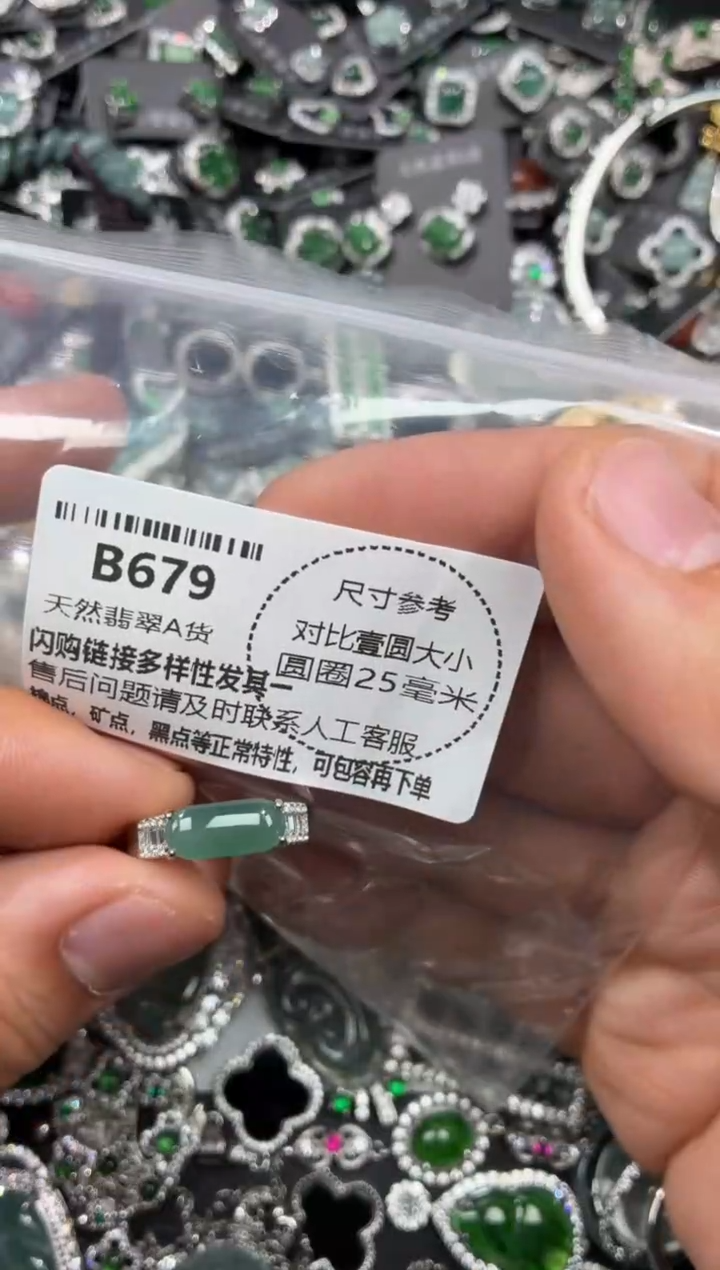 B679
天然翡翠A货
尺寸参考
对比壹圆大小
圆圈25毫米
闪购链接多样性发其一
售后问题请及时联系人工客服
棉点，矿点，黑点等正常特性，可包容再下单